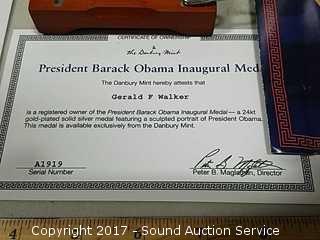 CERTIFICATE OF OWNERSHIP
the Danbury Mint
President Barack Obama Inaugural Med
The Danbury Mint hereby attests that
Gerald F Walker
is a registered owner of the President Barack Obama Inaugural Medal — a 24kt
gold-plated solid silver medal featuring a sculpted portrait of President Obama.
This medal is available exclusively from the Danbury Mint.
A1919
Serial Number
Peter B. Maglathlin, Director
4
5
Copyright 2017 - Sound Auction Service